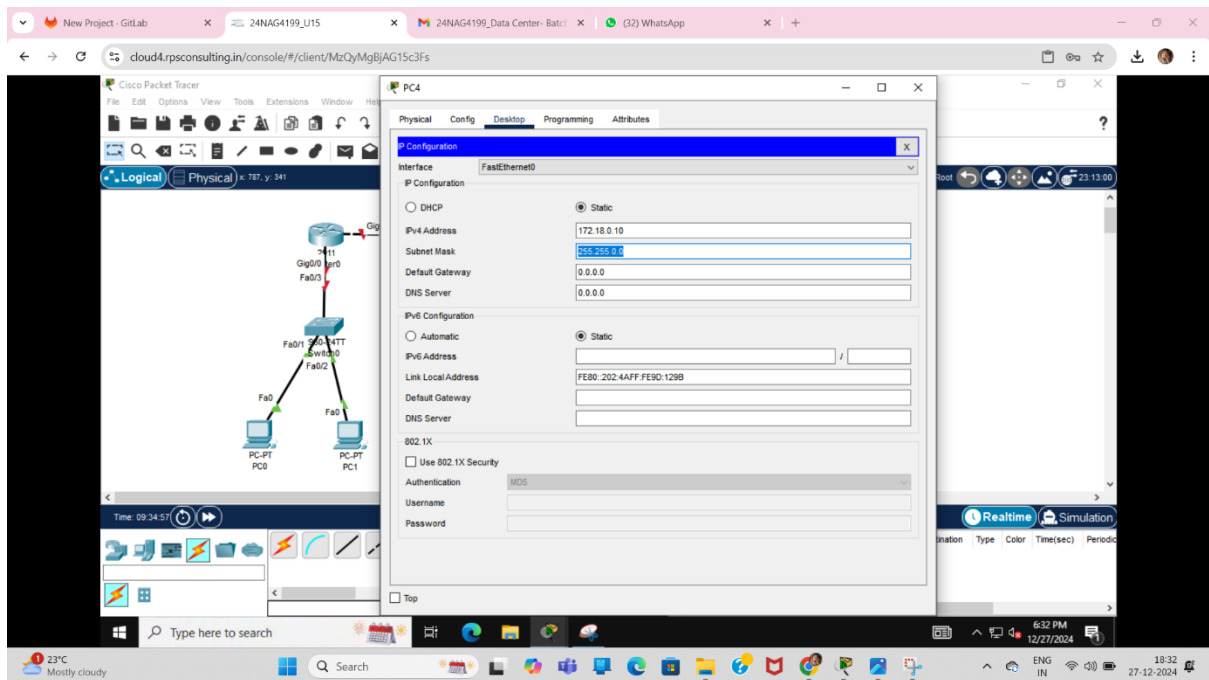 New Project - GitLab
24NAG4199_U15
24NAG4199_Data Center- Batch
(32) WhatsApp
cloud4.rpsconsulting.in/console/#/client/MzQyMgBjAG15c3Fs
Cisco Packet Tracer
File Edit Options View Tools Extensions Window Hel
PC4
Physical Config Desktop Programming Attributes
?
IP Configuration
X
Interface FastEthernet0
Logical Physical x: 787, y: 341
Root 23:13:00
IP Configuration
DHCP Static
IPv4 Address 172.18.0.10
Subnet Mask 255.255.0.0
Default Gateway 0.0.0.0
DNS Server 0.0.0.0
IPv6 Configuration
Automatic Static
IPv6 Address /
Link Local Address FE80::202:4AFF:FE9D:129B
Default Gateway
DNS Server
802.1X
Use 802.1X Security
Authentication MD5
Username
Password
Top
Gig
Gig0/0
Fa0/3
Fa0/1
Switch0
Fa0/2
Fa0
Fa0
PC-PT
PC0
PC-PT
PC1
Time: 09:34:57
Realtime Simulation
ination Type Color Time(sec) Periodic
Type here to search
6:32 PM
12/27/2024
23°C
Mostly cloudy
Search
ENG
IN
18:32
27-12-2024